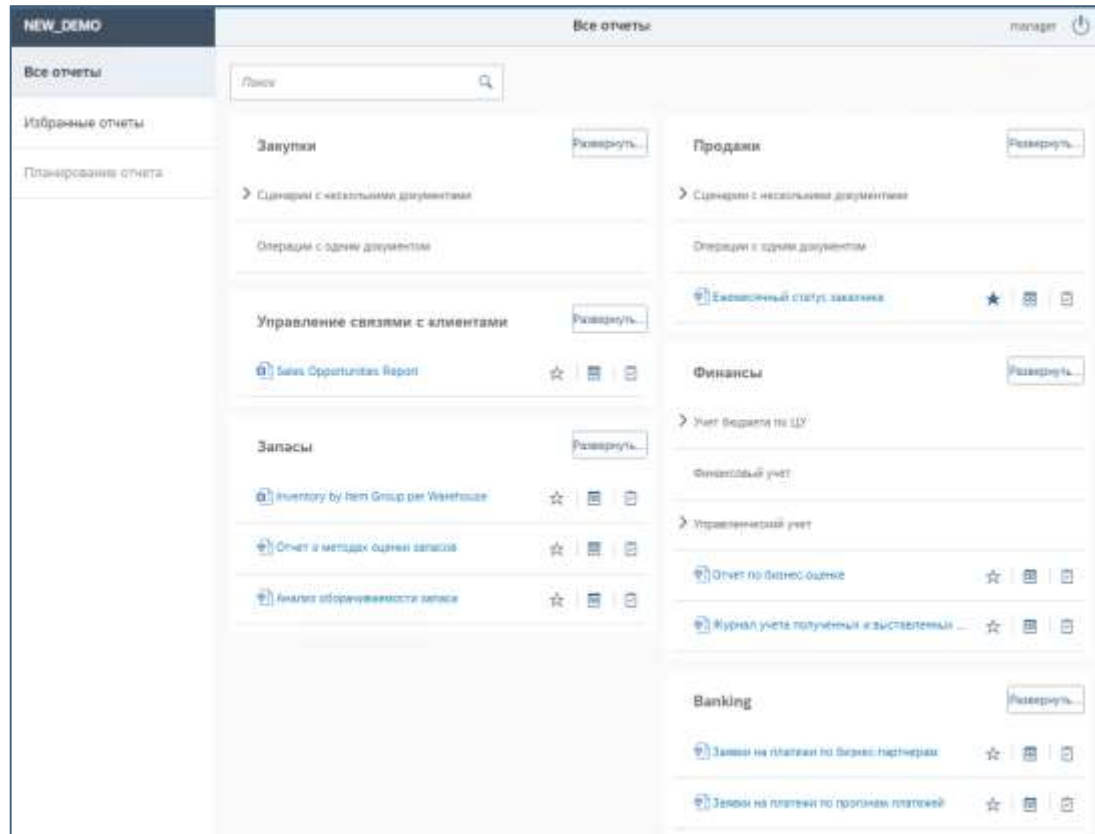 NEW_DEMO
Все отчеты
manager
Все отчеты
Избранные отчеты
Планирование отчета
Поиск
Закупки
Развернуть...
Сценарии с несколькими документами
Операции с одним документом
Управление связями с клиентами
Развернуть...
Sales Opportunities Report
Запасы
Развернуть...
Inventory by Item Group per Warehouse
Отчет о методах оценки запасов
Анализ оборачиваемости запаса
Продажи
Развернуть...
Сценарии с несколькими документами
Операции с одним документом
Ежемесячный статус заказчика
Финансы
Развернуть...
Учет бюджета по ЦУ
Финансовый учет
Управленческий учет
Отчет по бизнес оценке
Журнал учета полученных и выставленных ...
Banking
Развернуть...
Заявки на платежи по бизнес партнерам
Заявки на платежи по прогонам платежей